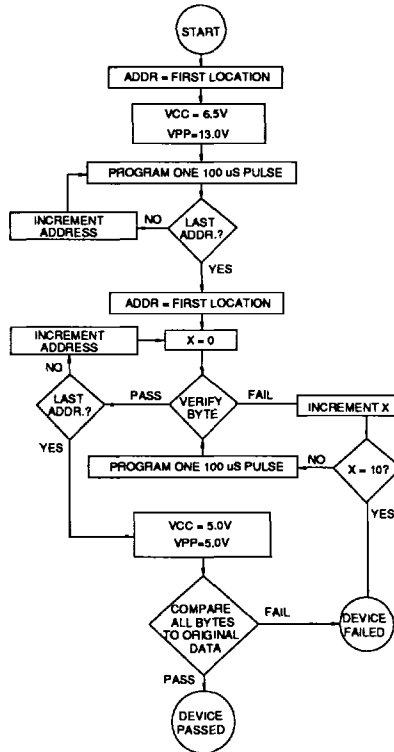 START
ADDR = FIRST LOCATION
VCC = 6.5V
VPP=13.0V
PROGRAM ONE 100 uS PULSE
INCREMENT
ADDRESS
NO
LAST
ADDR.?
YES
ADDR = FIRST LOCATION
INCREMENT
ADDRESS
X = 0
NO
LAST
ADDR.?
PASS
VERIFY
BYTE
FAIL
INCREMENT X
YES
PROGRAM ONE 100 uS PULSE
NO
X = 10?
YES
VCC = 5.0V
VPP=5.0V
COMPARE
ALL BYTES
TO ORIGINAL
DATA
FAIL
DEVICE
FAILED
PASS
DEVICE
PASSED